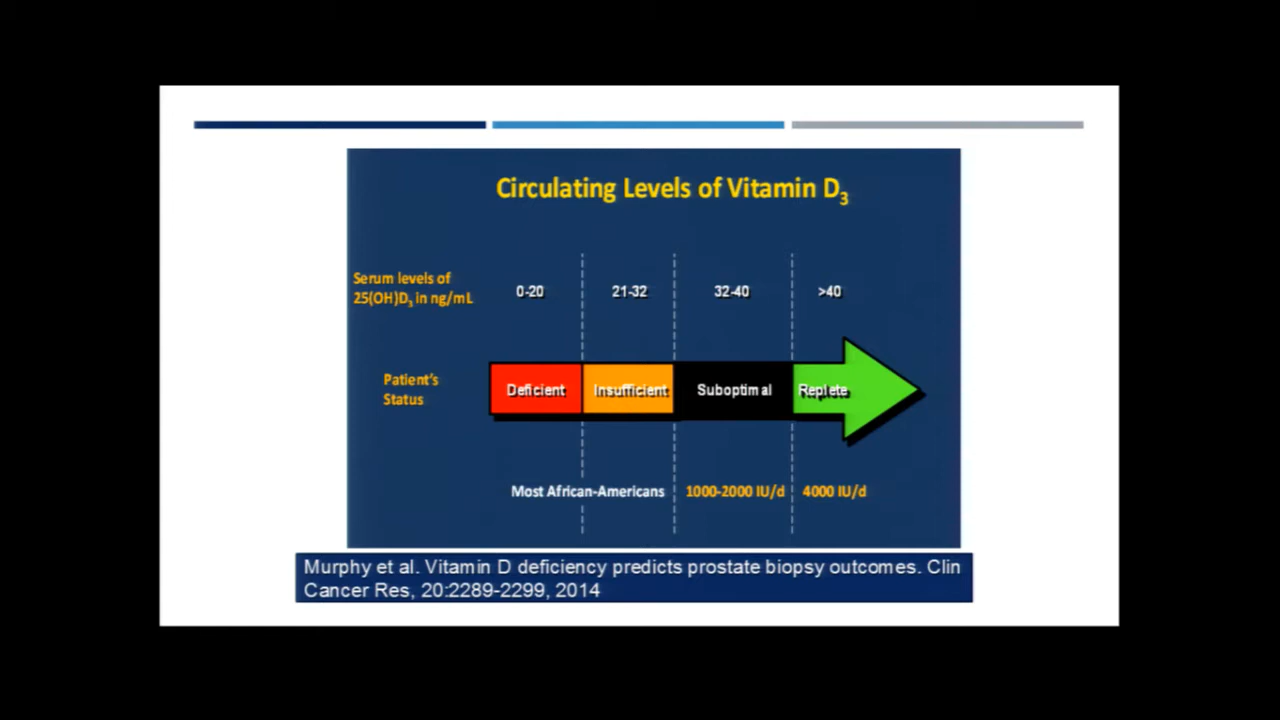 Circulating Levels of Vitamin D3
Serum levels of
25(OH)D3 in ng/mL
0-20
21-32
32-40
>40
Patient's
Status
Deficient
Insufficient
Suboptimal
Replete
Most African-Americans
1000-2000 IU/d
4000 IU/d
Murphy et al. Vitamin D deficiency predicts prostate biopsy outcomes. Clin
Cancer Res, 20:2289-2299, 2014